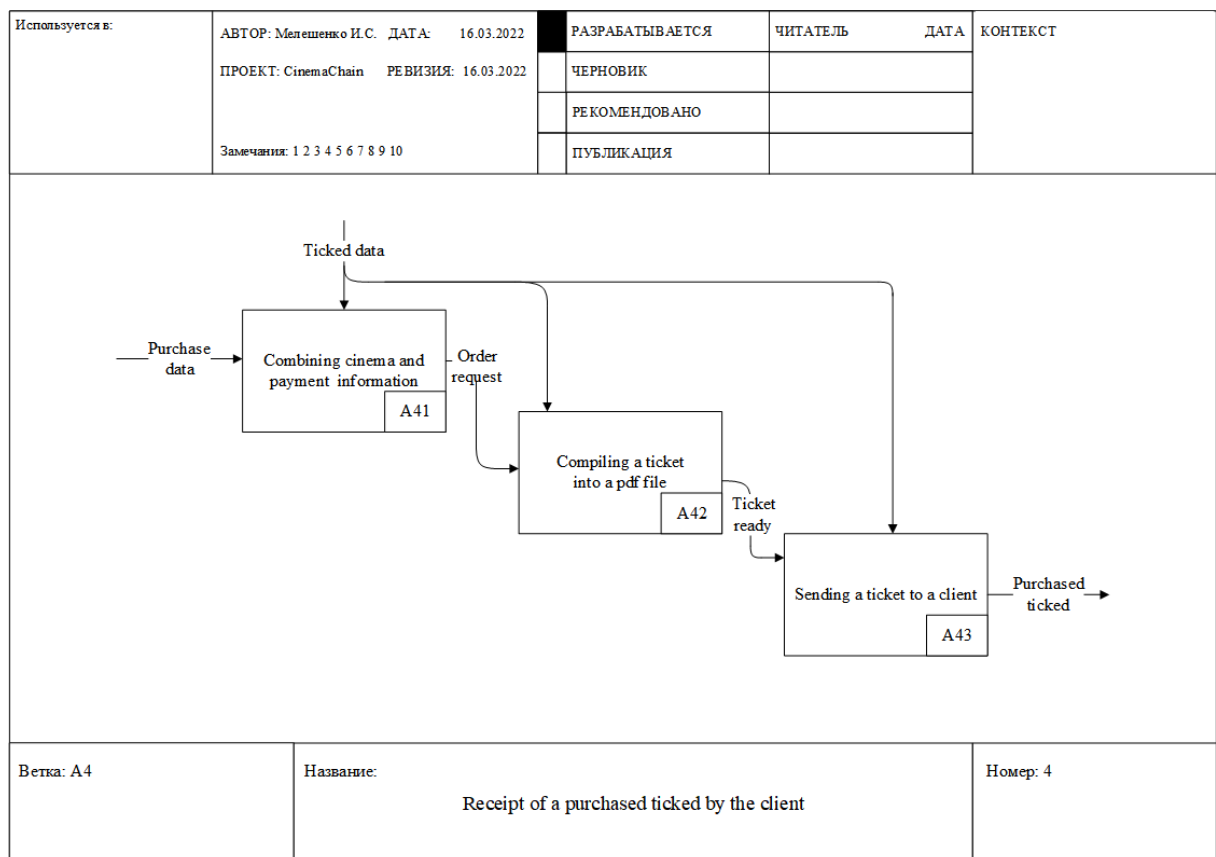 Используется в:
АВТОР: Мелешенко И.С. ДАТА: 16.03.2022
ПРОЕКТ: CinemaChain РЕВИЗИЯ: 16.03.2022
Замечания: 1 2 3 4 5 6 7 8 9 10
РАЗРАБАТЫВАЕТСЯ
ЧЕРНОВИК
РЕКОМЕНДОВАНО
ПУБЛИКАЦИЯ
ЧИТАТЕЛЬ ДАТА
КОНТЕКСТ
Ticked data
Purchase
data
Combining cinema and
payment information
A41
Order
request
Compiling a ticket
into a pdf file
A42
Ticket
ready
Sending a ticket to a client
A43
Purchased
ticked
Ветка: A4
Название:
Receipt of a purchased ticked by the client
Номер: 4